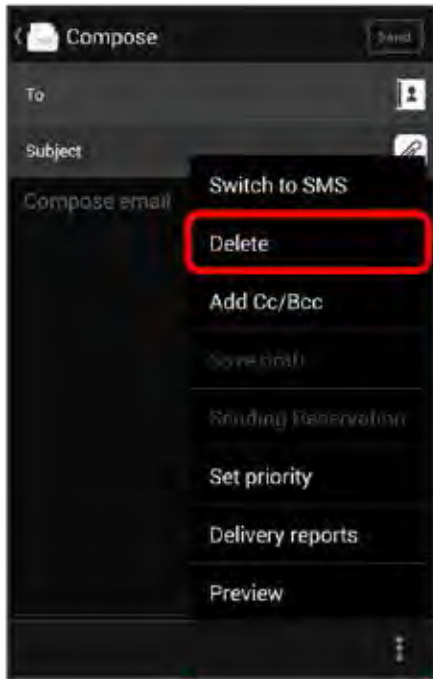 Compose
Send
To
Subject
Compose email
Switch to SMS
Delete
Add Cc/Bcc
Save draft
Sending Reservation
Set priority
Delivery reports
Preview